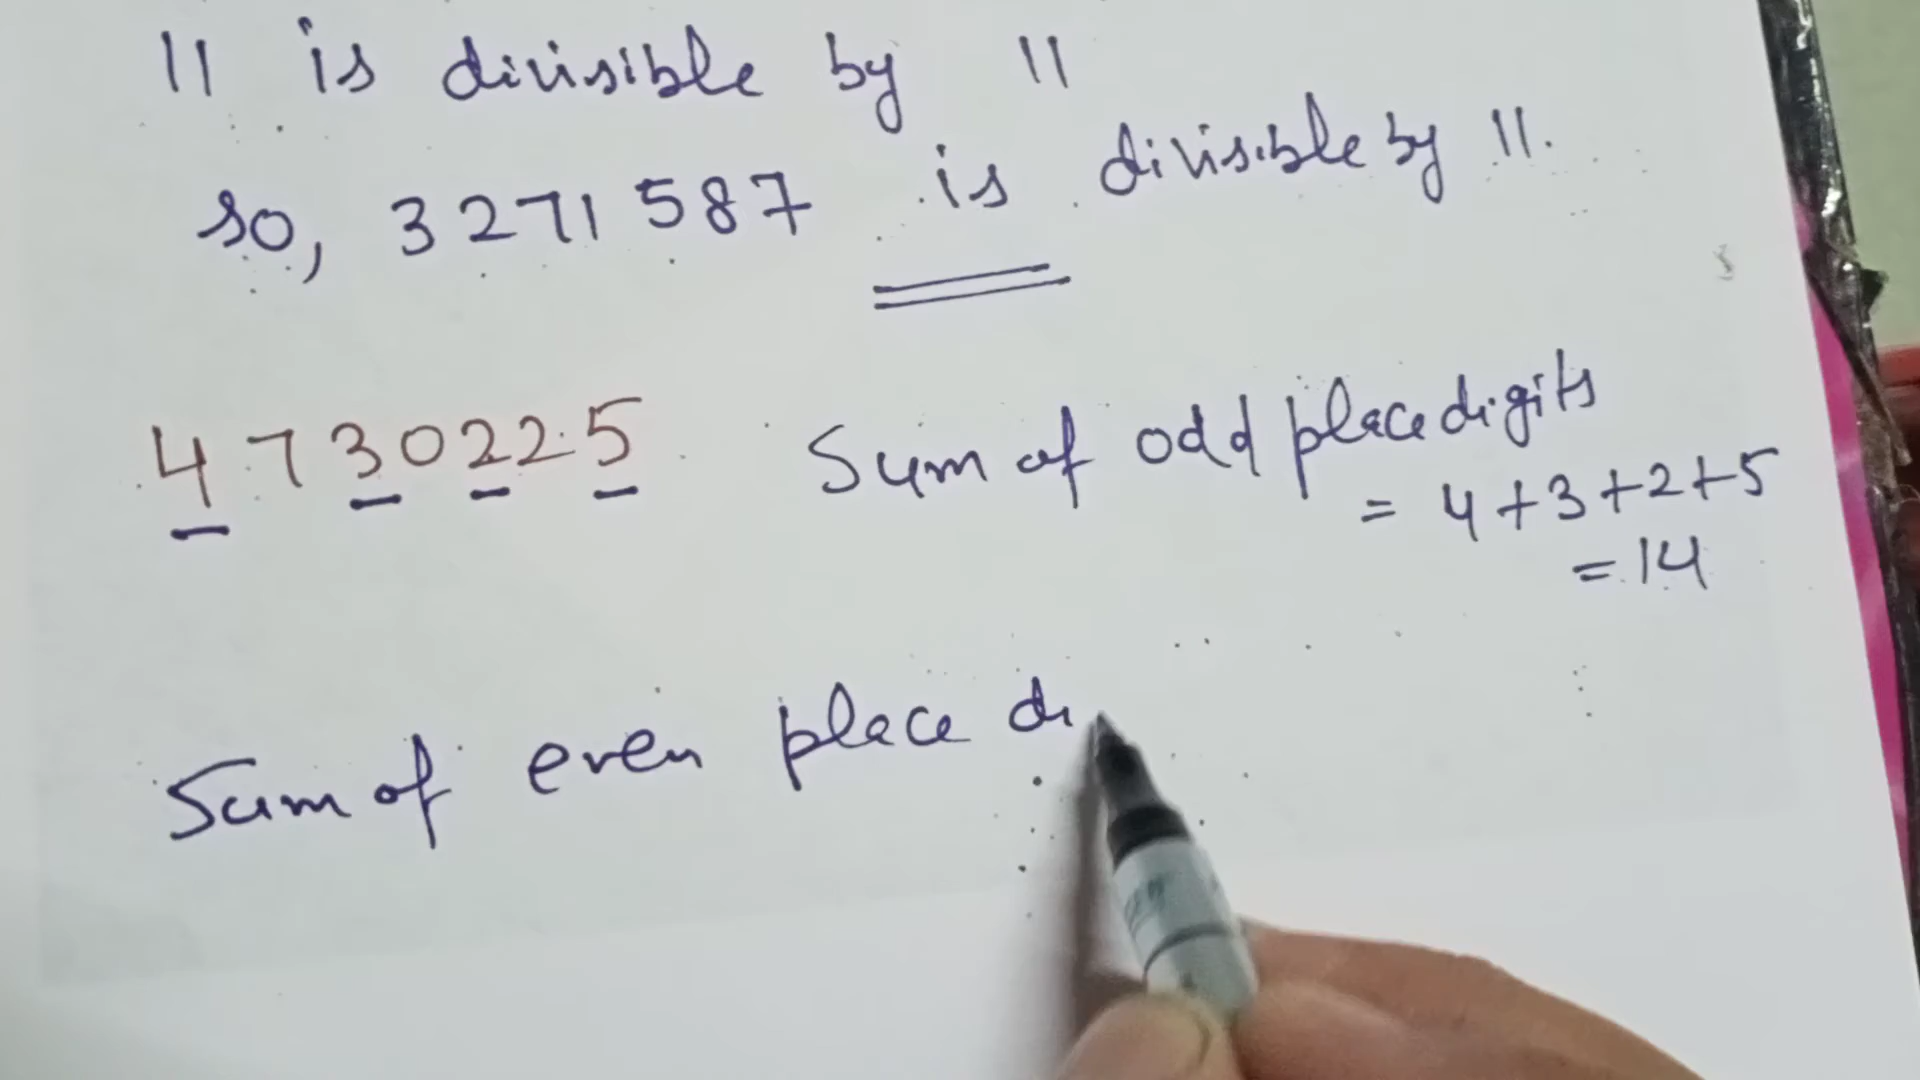 11 is divisible by 11
so, 3271587 is divisible by 11.
4730225 Sum of odd place digits
= 4+3+2+5
= 14
Sum of even place di